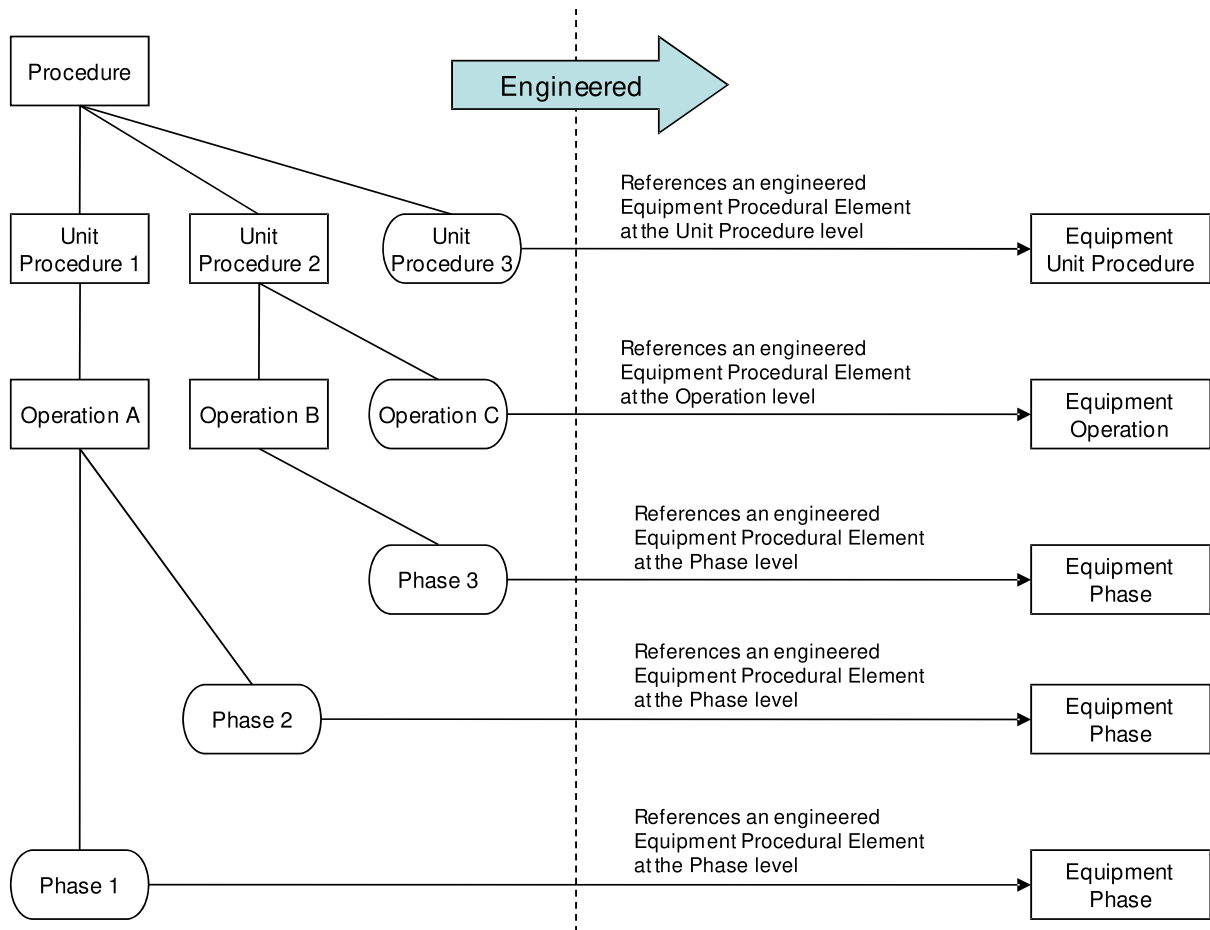 Procedure
Engineered
References an engineered
Equipment Procedural Element
at the Unit Procedure level
Unit
Procedure 1
Unit
Procedure 2
Unit
Procedure 3
Equipment
Unit Procedure
References an engineered
Equipment Procedural Element
at the Operation level
Operation A
Operation B
Operation C
Equipment
Operation
References an engineered
Equipment Procedural Element
at the Phase level
Phase 3
Equipment
Phase
References an engineered
Equipment Procedural Element
at the Phase level
Phase 2
Equipment
Phase
References an engineered
Equipment Procedural Element
at the Phase level
Phase 1
Equipment
Phase